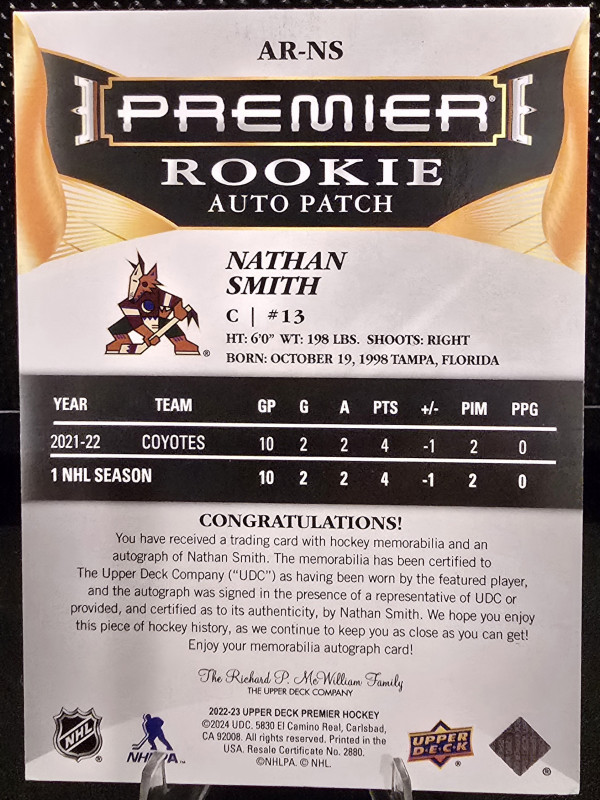 AR-NS
PREMIER®
ROOKIE
AUTO PATCH
NATHAN
SMITH
C | #13
HT: 6'0" WT: 198 LBS. SHOOTS: RIGHT
BORN: OCTOBER 19, 1998 TAMPA, FLORIDA
®
YEAR TEAM GP G A PTS +/- PIM PPG
2021-22 COYOTES 10 2 2 4 -1 2 0
1 NHL SEASON 10 2 2 4 -1 2 0
CONGRATULATIONS!
You have received a trading card with hockey memorabilia and an
autograph of Nathan Smith. The memorabilia has been certified to
The Upper Deck Company ("UDC") as having been worn by the featured player,
and the autograph was signed in the presence of a representative of UDC or
provided, and certified as to its authenticity, by Nathan Smith. We hope you enjoy
this piece of hockey history, as we continue to keep you as close as you can get!
Enjoy your memorabilia autograph card!
The Richard P. McWilliam Family
THE UPPER DECK COMPANY
2022-23 UPPER DECK PREMIER HOCKEY
©2024 UDC. 5830 El Camino Real, Carlsbad,
CA 92008. All rights reserved. Printed in the
USA. Resale Certificate No. 2880.
©NHLPA. © NHL.
NHL ®
NHLPA ™
UPPER
DECK ®
®